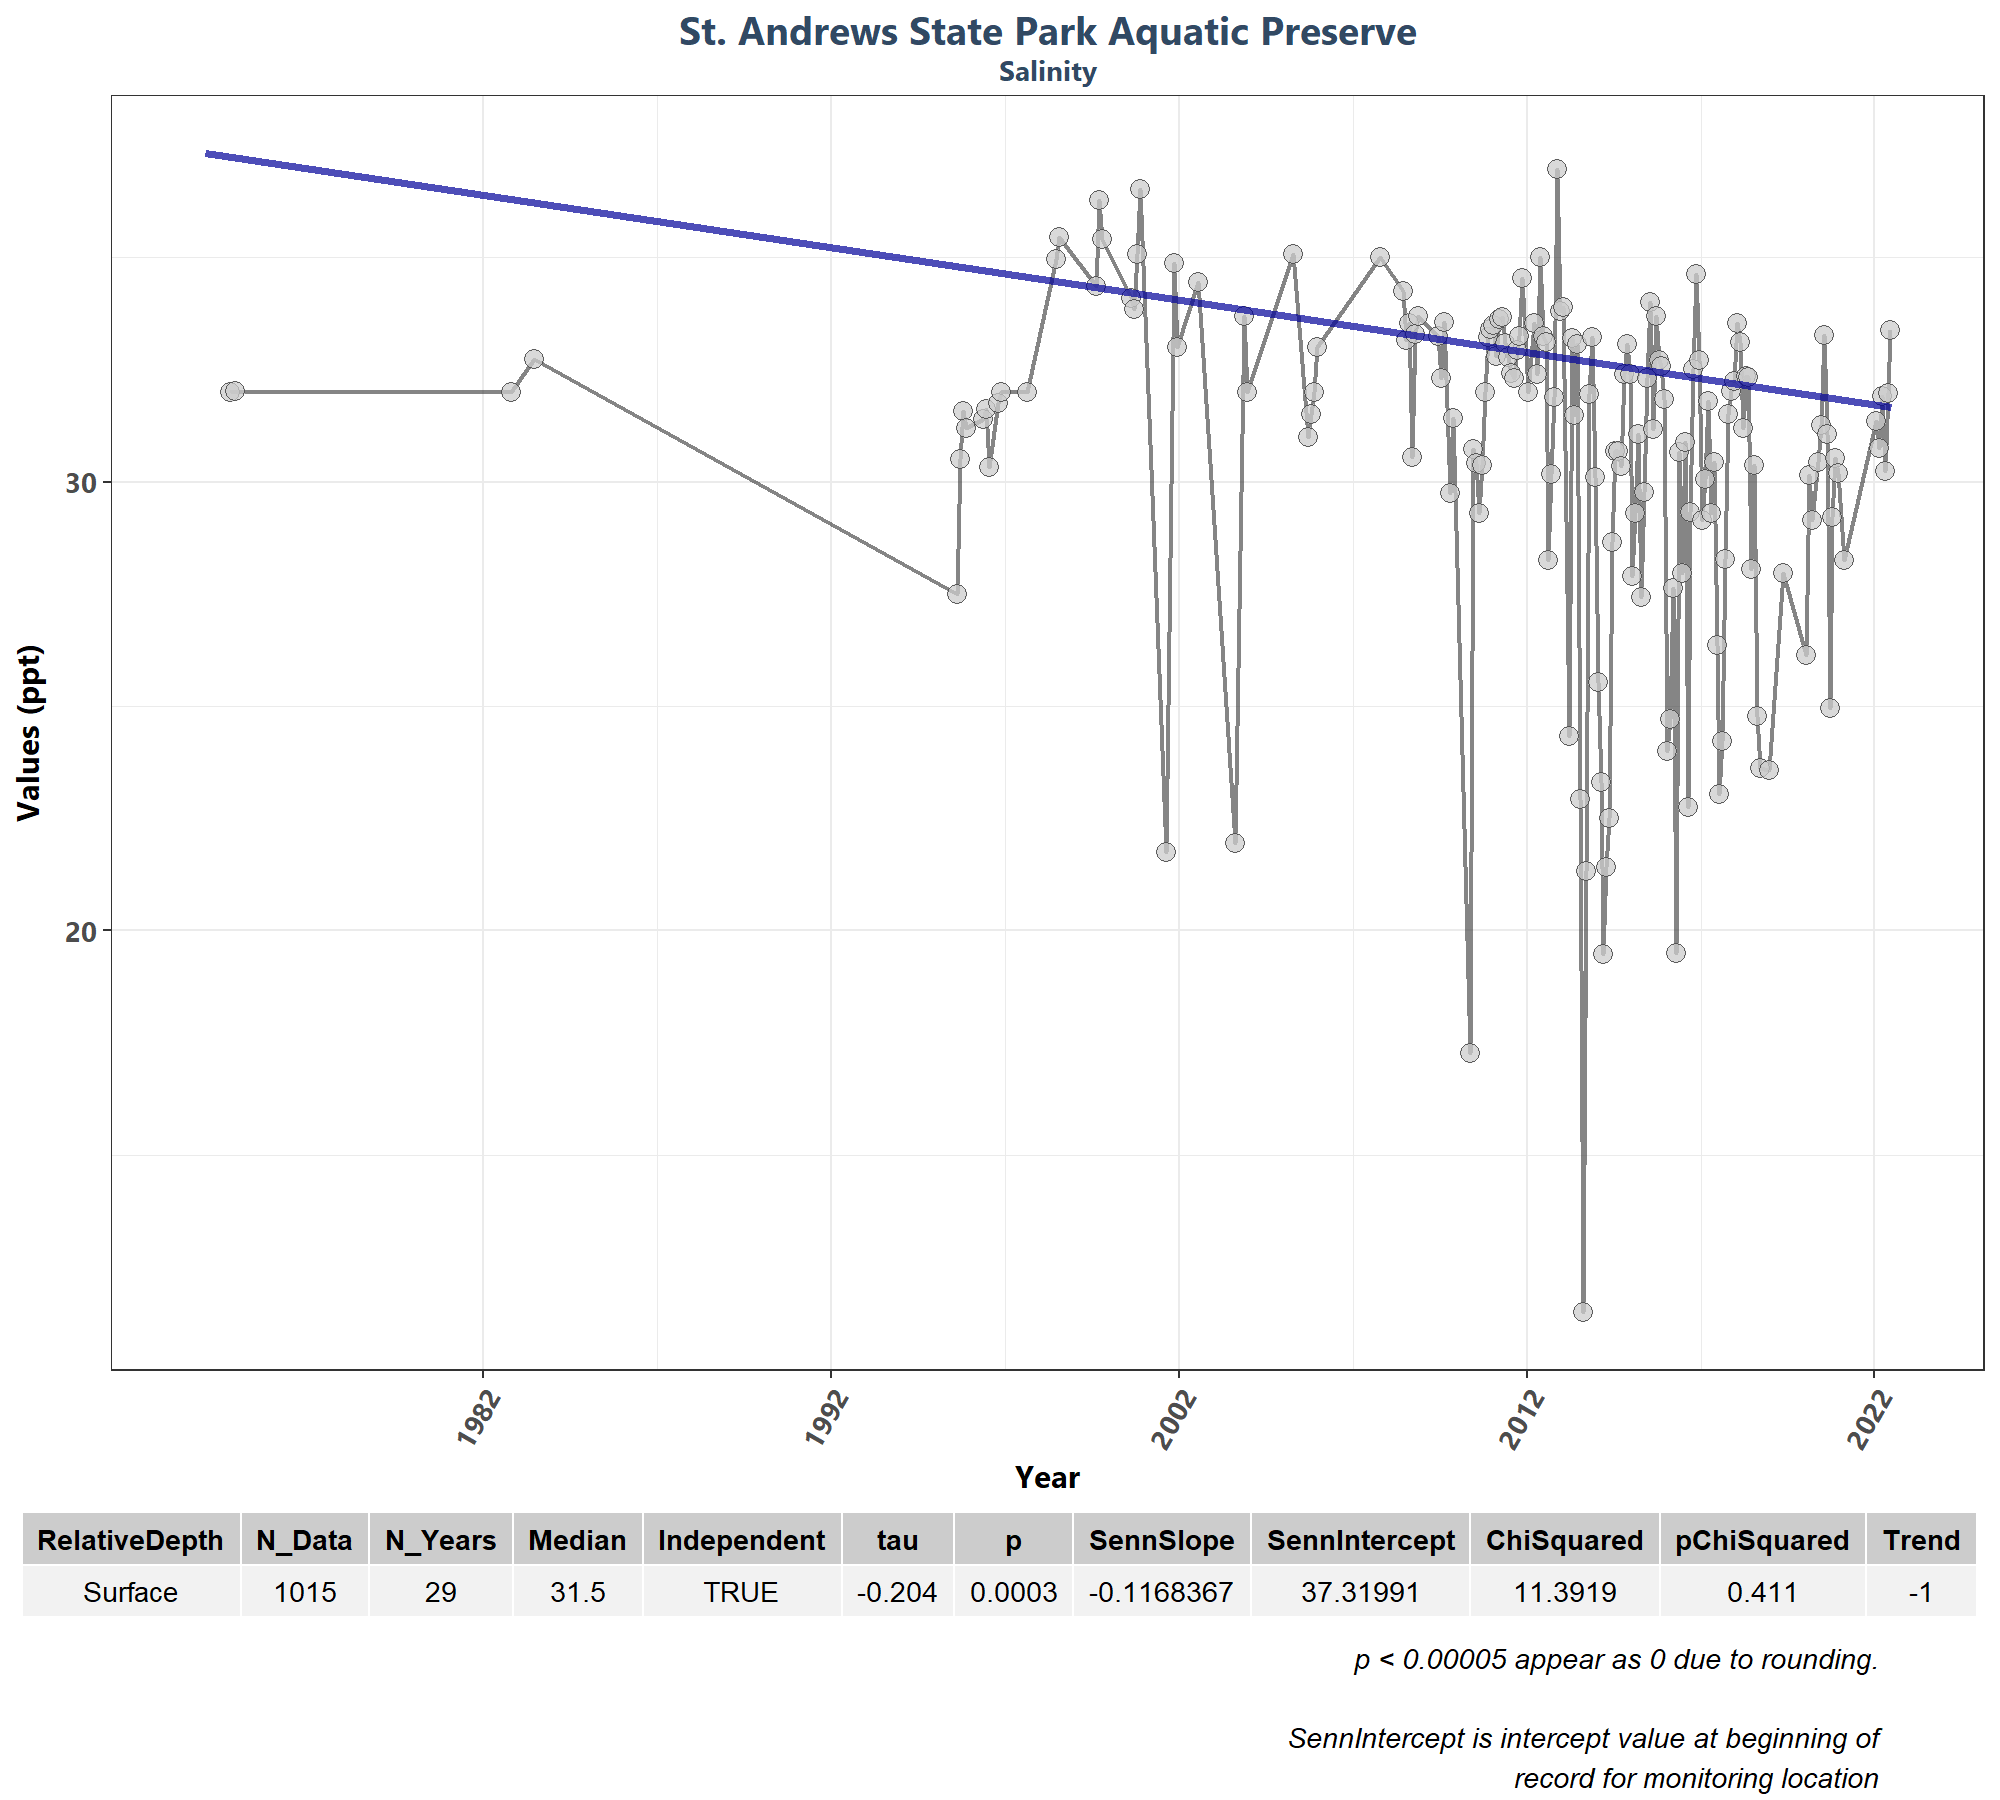 St. Andrews State Park Aquatic Preserve
Salinity
Values (ppt)
30
20
1982
1992
2002
2012
2022
Year
RelativeDepth N_Data N_Years Median Independent tau p SennSlope SennIntercept ChiSquared pChiSquared Trend
Surface 1015 29 31.5 TRUE -0.204 0.0003 -0.1168367 37.31991 11.3919 0.411 -1
p < 0.00005 appear as 0 due to rounding.
SennIntercept is intercept value at beginning of
record for monitoring location